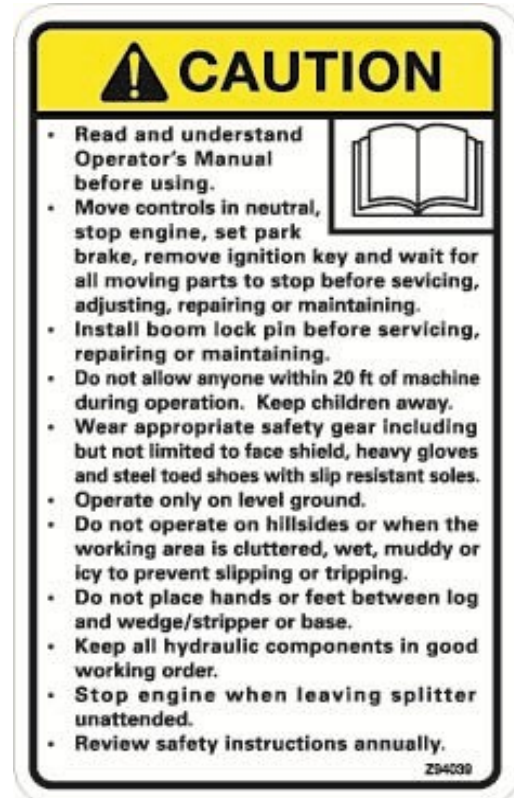 CAUTION
• Read and understand
Operator's Manual
before using.
• Move controls in neutral,
stop engine, set park
brake, remove ignition key and wait for
all moving parts to stop before sevicing,
adjusting, repairing or maintaining.
• Install boom lock pin before servicing,
repairing or maintaining.
• Do not allow anyone within 20 ft of machine
during operation. Keep children away.
• Wear appropriate safety gear including
but not limited to face shield, heavy gloves
and steel toed shoes with slip resistant soles.
• Operate only on level ground.
• Do not operate on hillsides or when the
working area is cluttered, wet, muddy or
icy to prevent slipping or tripping.
• Do not place hands or feet between log
and wedge/stripper or base.
• Keep all hydraulic components in good
working order.
• Stop engine when leaving splitter
unattended.
• Review safety instructions annually.
Z94039